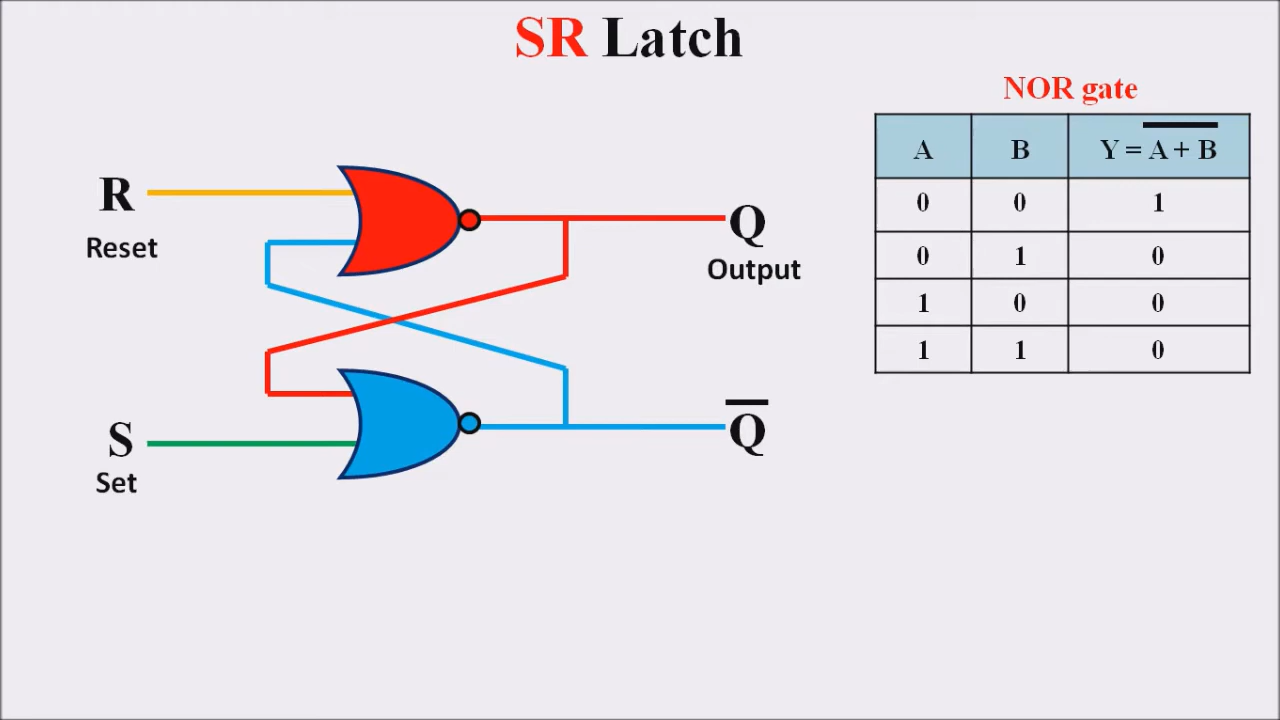 SR Latch
NOR gate
A B Y = A̅ ̅+̅ ̅B̅
0 0 1
0 1 0
1 0 0
1 1 0
R
Reset
Q
Output
S
Set
Q̅